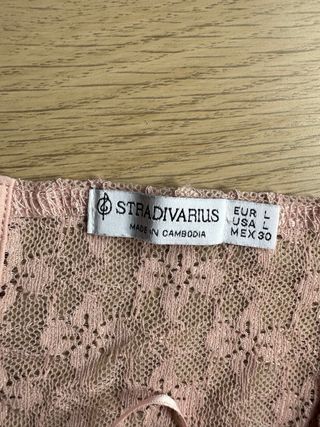 STRADIVARIUS
MADE IN CAMBODIA
EUR L
USA L
MEX 30